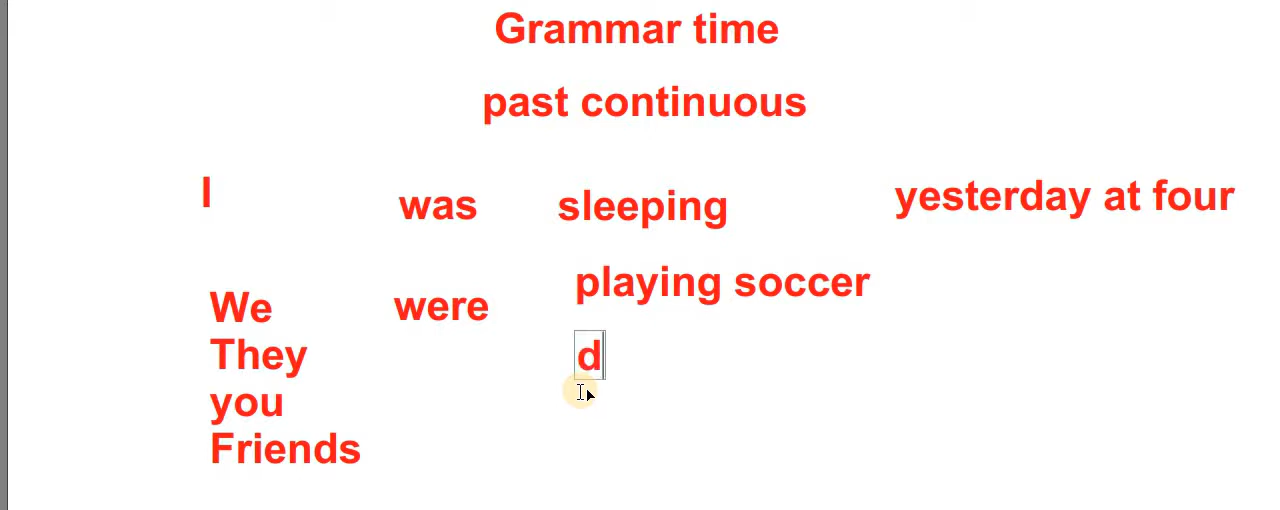 Grammar time
past continuous
I was sleeping yesterday at four
playing soccer
We were
They d
you
Friends